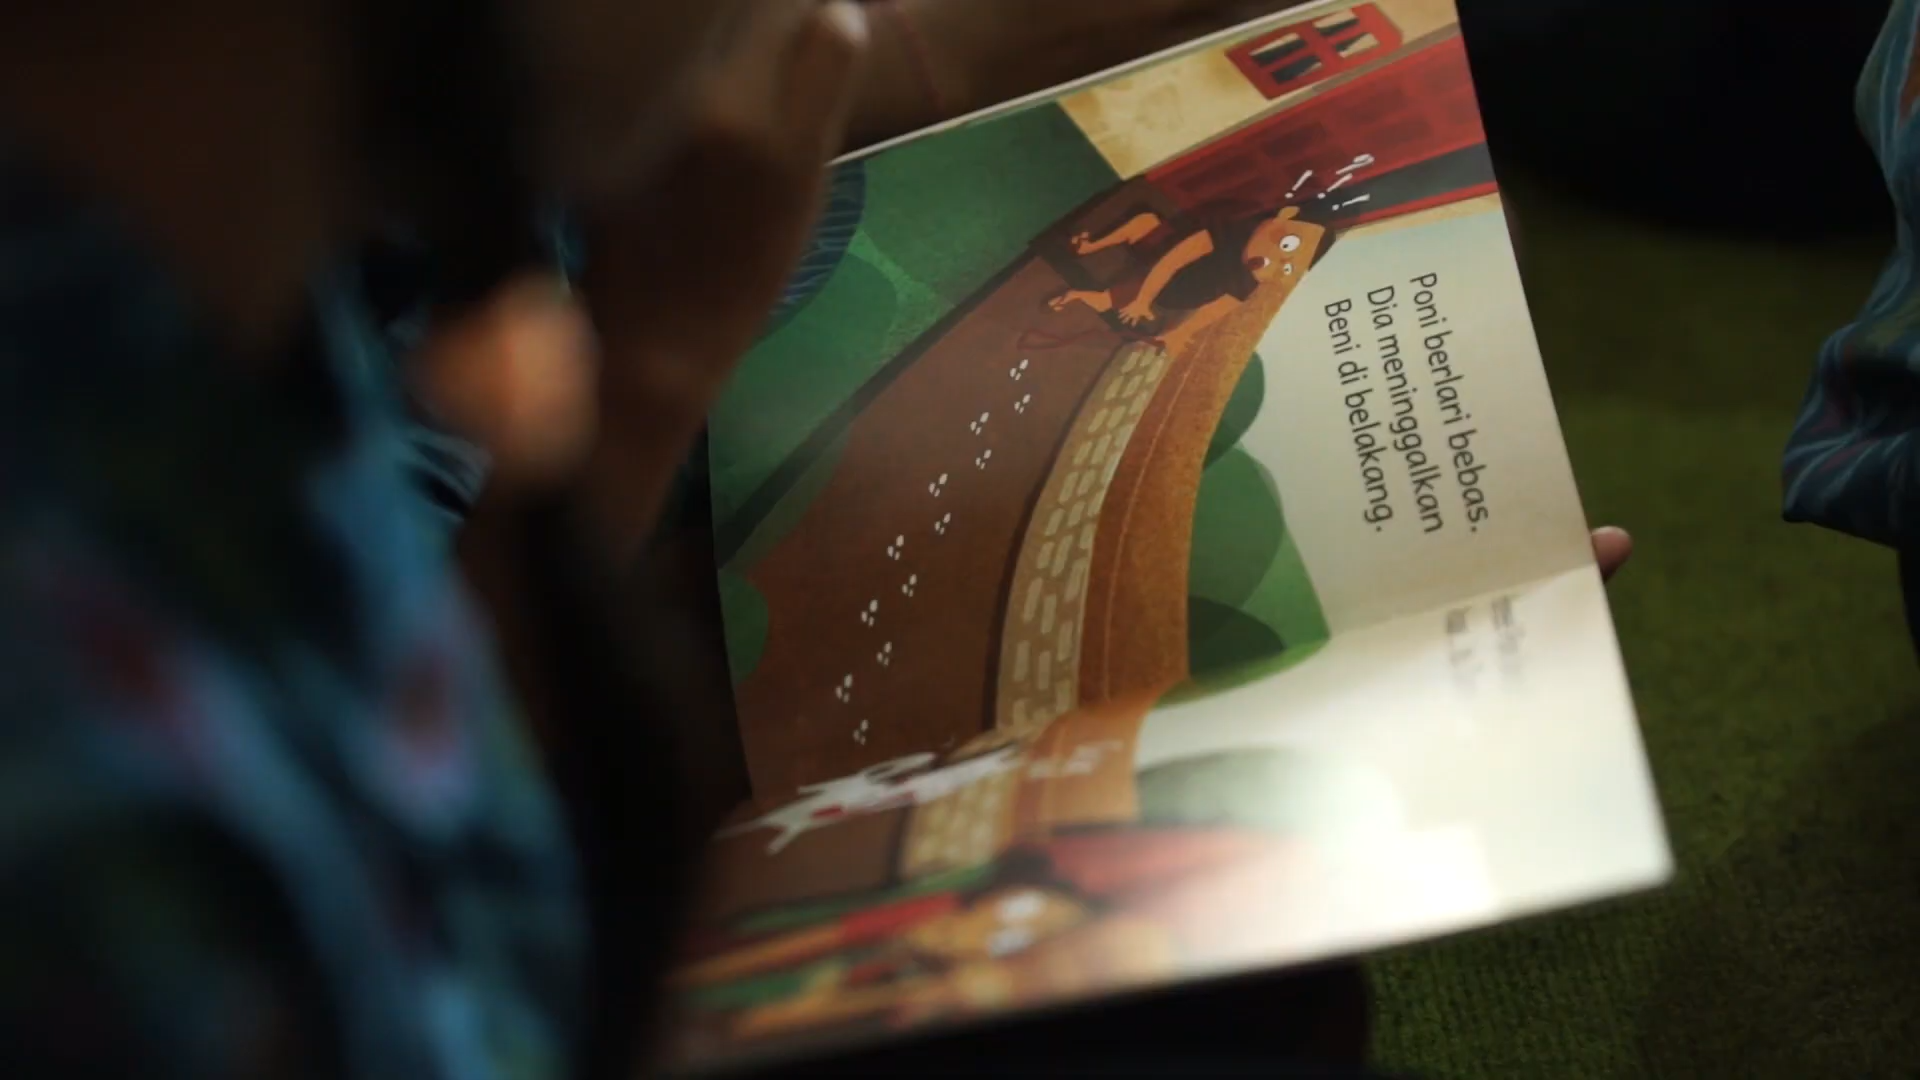 Poni berlari bebas.
Dia meninggalkan
Beni di belakang.